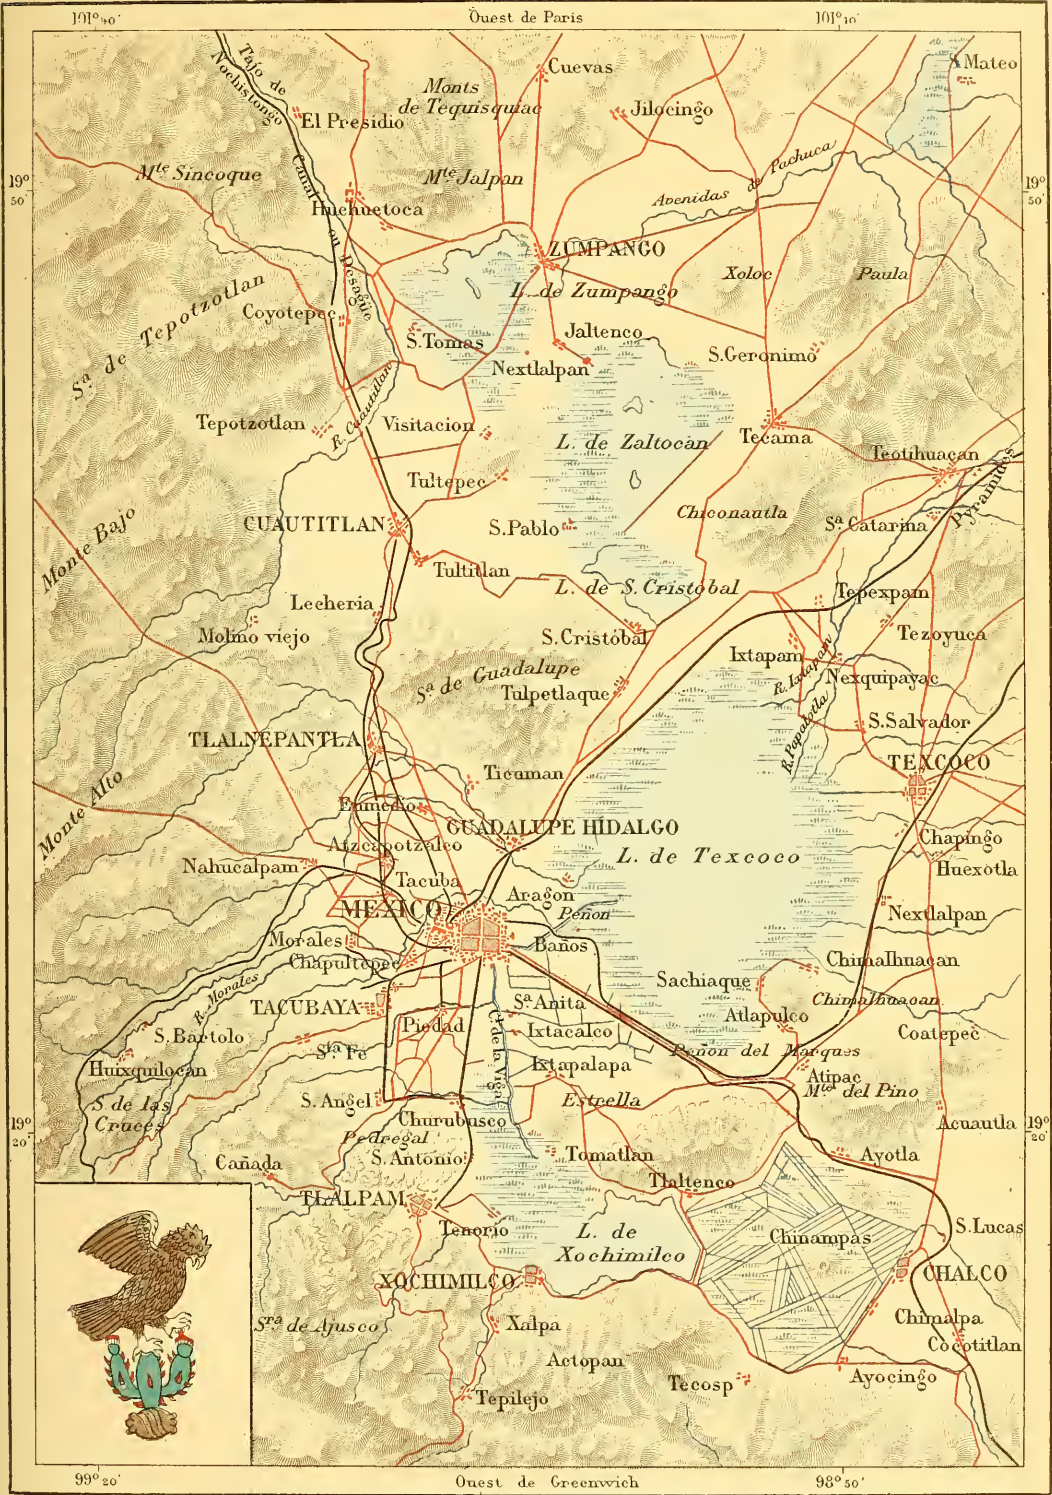 101° 40'
Ouest de Paris
101° 10'
Tajo de
Nochistongo
Cuevas
S Mateo
Monts
de Tequisquiac
Jilocingo
El Presidio
Mte Sincoque
Mte Jalpan
Avenidas de Pachuca
19°
50'
19°
50'
Huehuetoca
Canal ou Desagüe
ZUMPANGO
Sa. de Tepotzotlan
L. de Zumpango
Xoloc
Paula
Coyotepec
S. Tomas
Jaltenco
S. Geronimo
Nextlalpan
R. Cuautitlan
Tepotzotlan
Visitacion
L. de Zaltocan
Tecama
Teotihuacan
Tultepec
Chiconautla
Pyramides
CUAUTITLAN
S. Pablo
Sa Catarina
Monte Bajo
Tultitlan
L. de S. Cristobal
Tepexpam
Lecheria
Molino viejo
S. Cristóbal
Tezoyuca
Ixtapam
R. Ixtapam
Sa de Guadalupe
Tulpetlaque
Nexquipayac
R. Papalotla
S. Salvador
TLALNEPANTLA
TEXCOCO
Ticoman
Monte Alto
Enmedio
GUADALUPE HIDALGO
Chapingo
Atzcapotzalco
L. de Texcoco
Nahucalpam
Huexotla
Tacuba
Aragon
MEXICO
Peñon
Nextlalpan
Morales
Baños
Chapultepec
Chimalhuacan
R. Morales
Sachiaque
TACUBAYA
Sa Anita
Chimalhuacan
Piedad
Atlapulco
S. Bartolo
Ixtacalco
Coatepec
Sta Fé
Cal de la Viga
Peñon del Marques
Huixquilocan
Ixtapalapa
Atipac
S. Angel
Estrella
Mte del Pino
S. de las
Cruces
Churubusco
Acuautla
19°
20'
19°
20'
Pedregal
S. Antonio
Tomatlan
Ayotla
Cañada
Tlaltenco
TLALPAM
Tenorio
L. de
Xochimilco
Chinampas
S. Lucas
XOCHIMILCO
CHALCO
Sra de Ajusco
Xalpa
Chimalpa
Cocotitlan
Actopan
Tecosp
Ayocingo
Tepilejo
99° 20'
Ouest de Greenwich
98° 50'